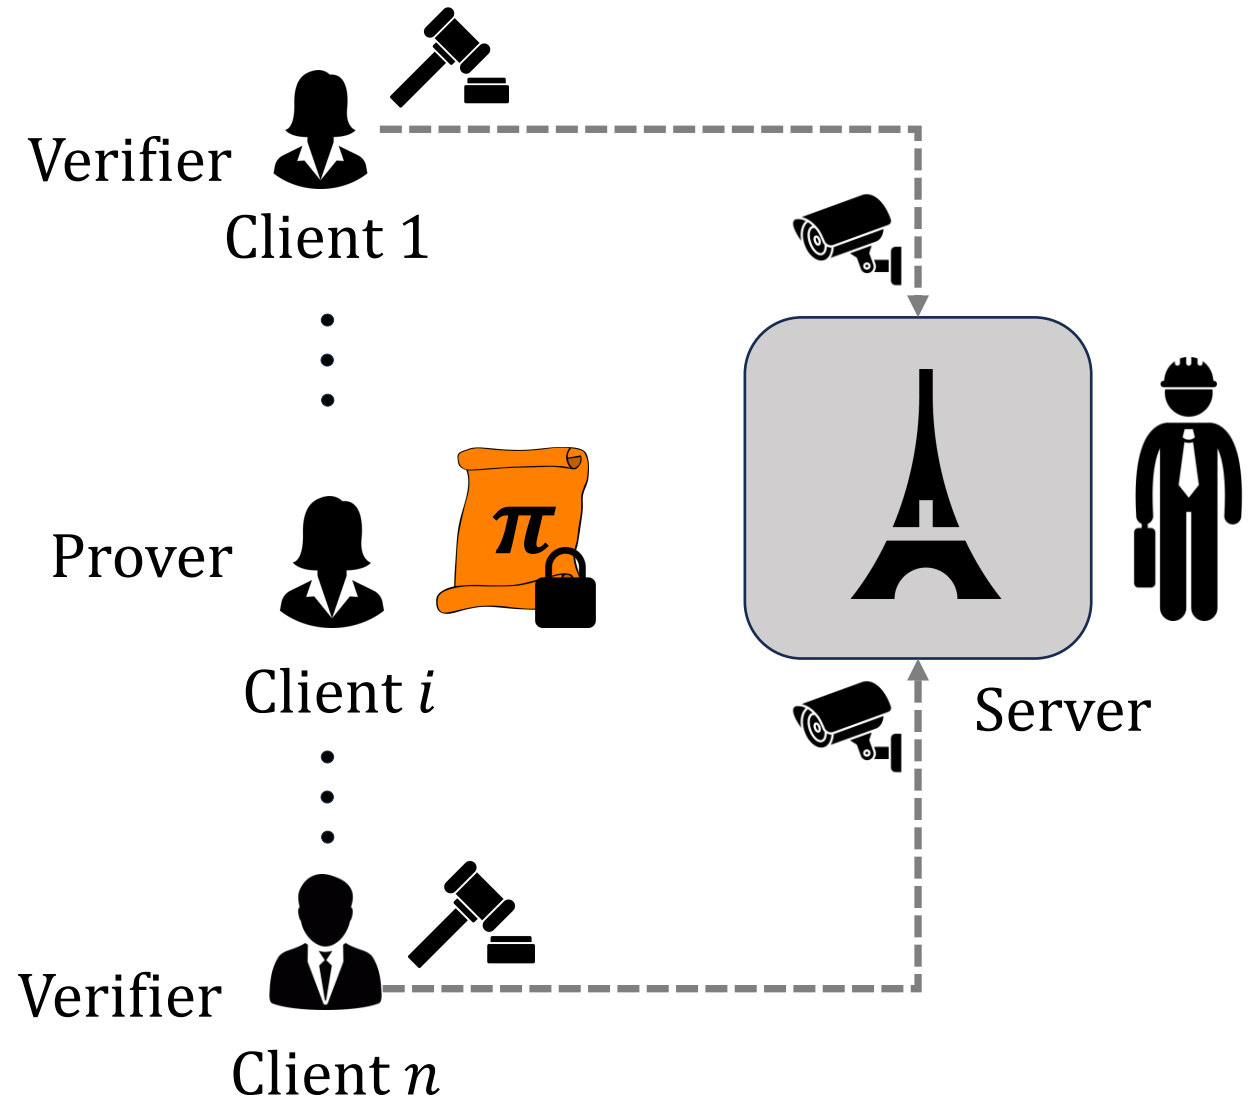 Verifier
Client 1
π
Prover
Client i
Server
Verifier
Client n